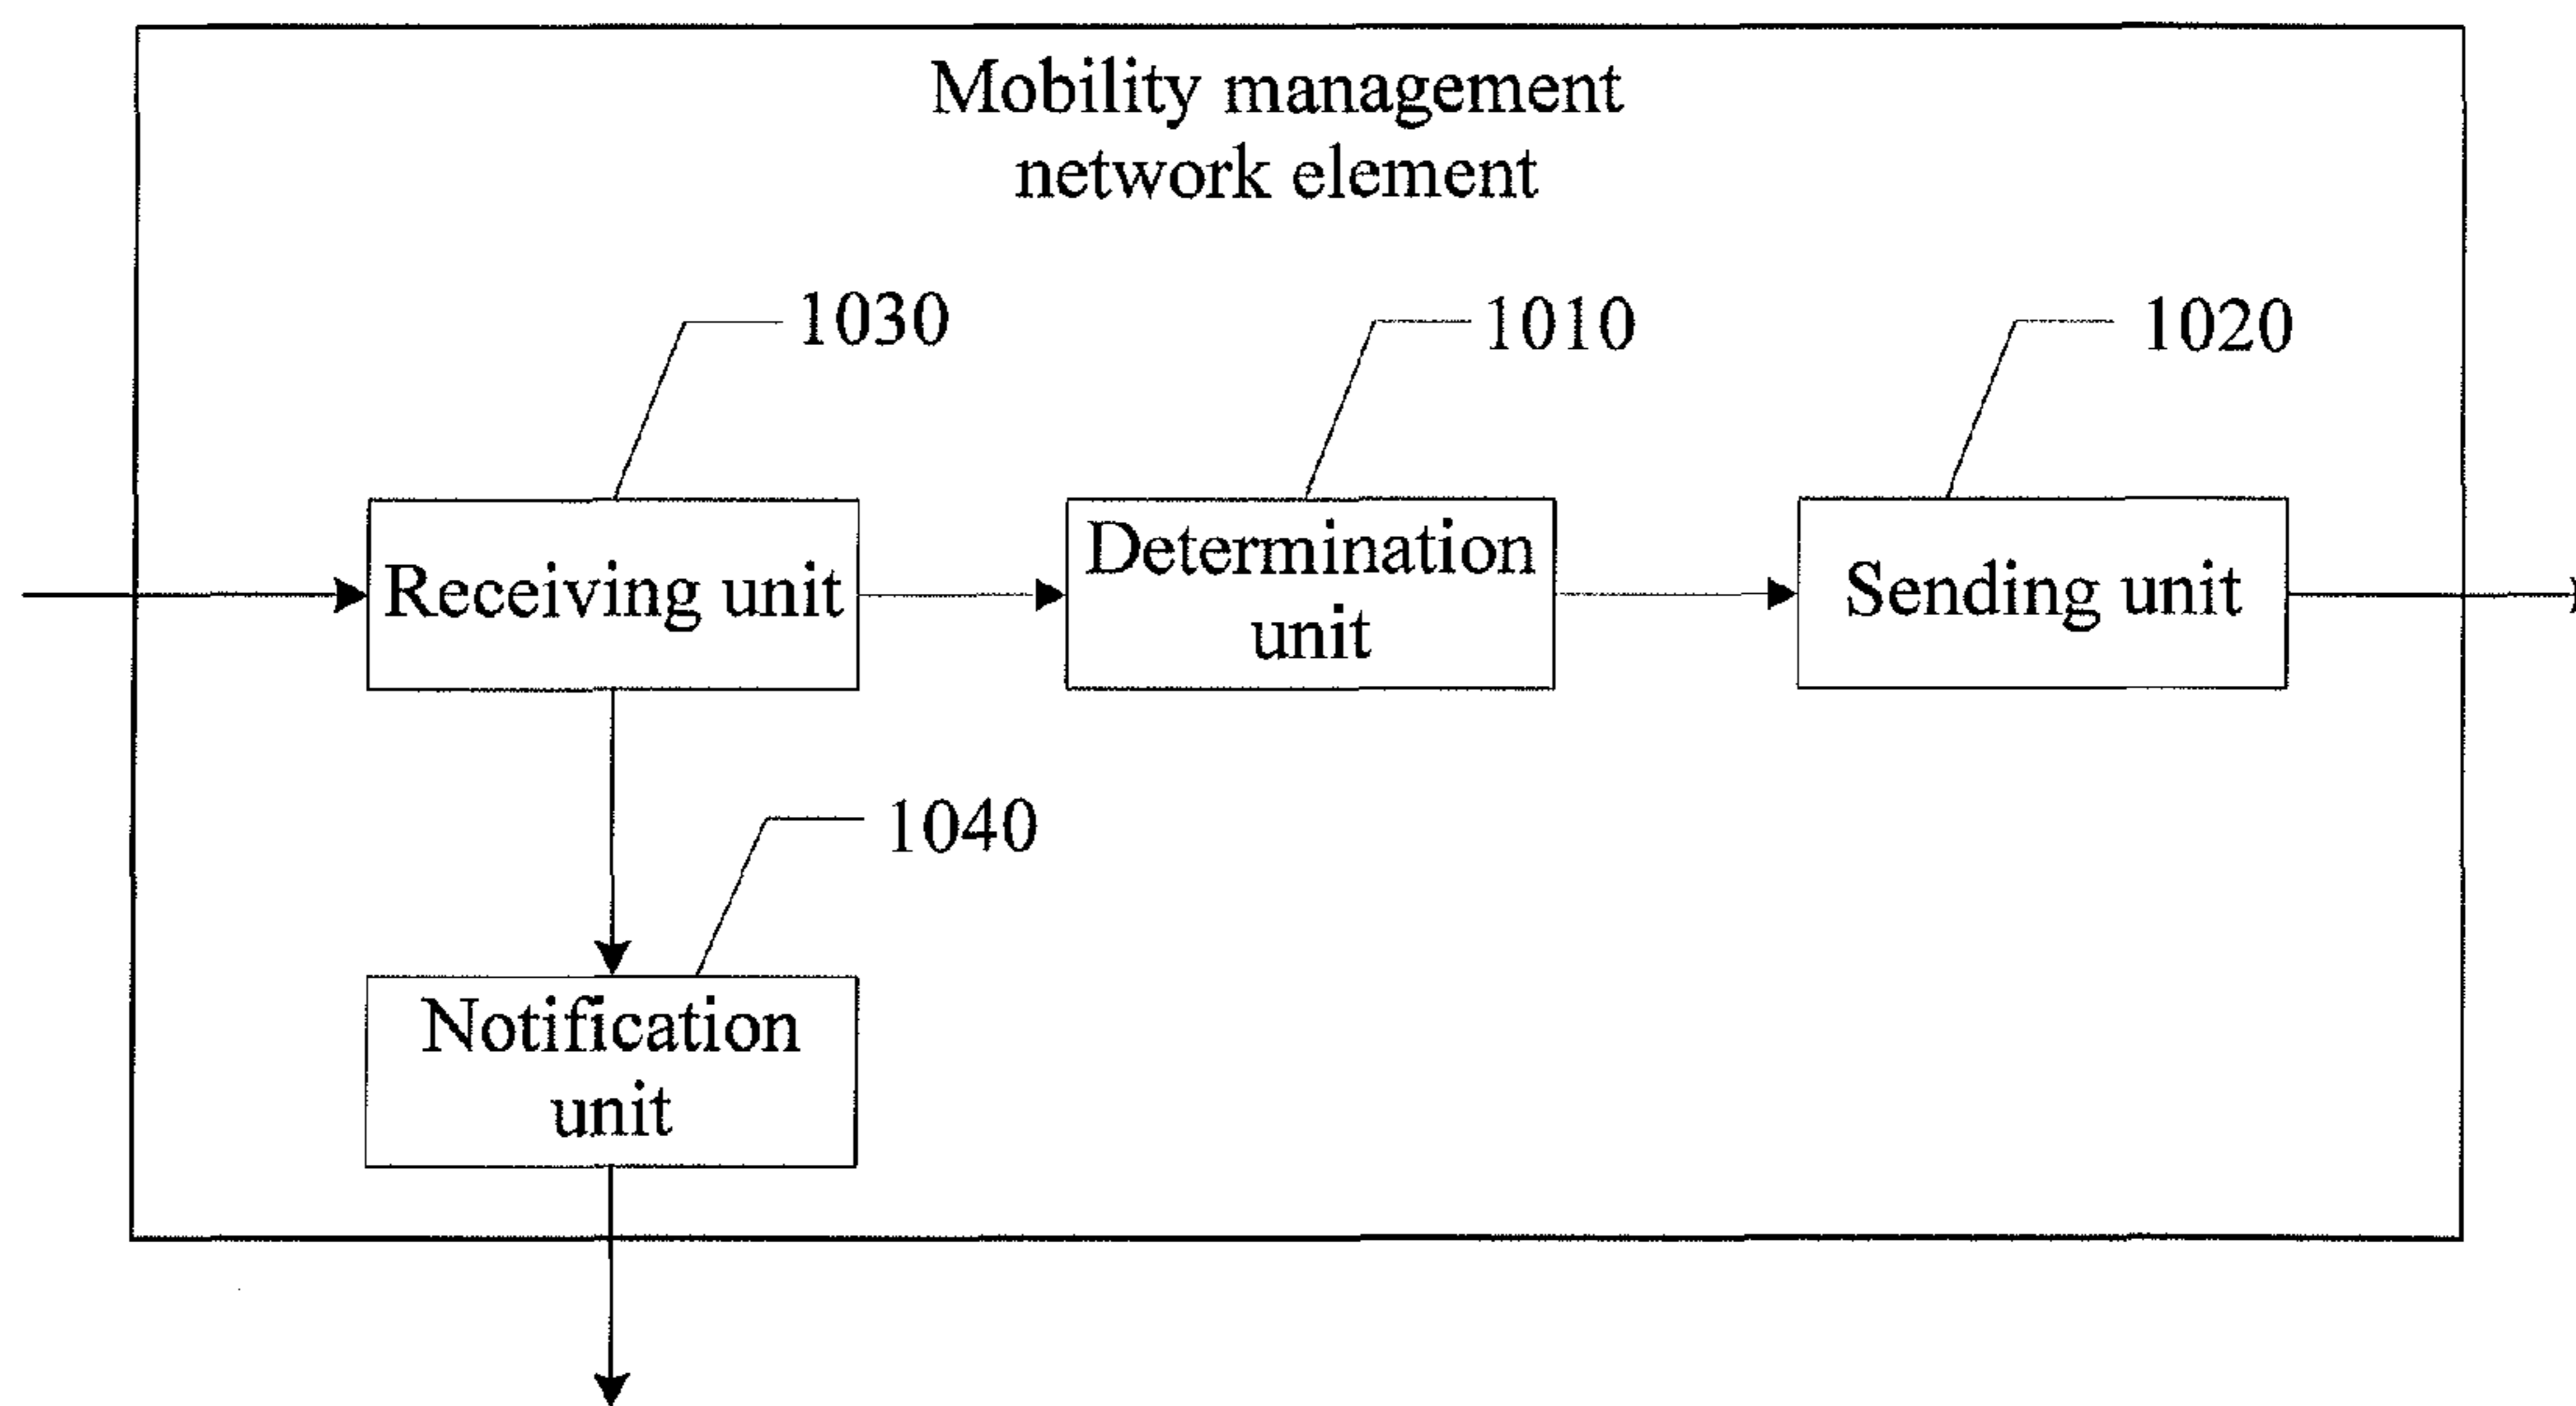 Mobility management
network element
1030
1010
1020
Receiving unit
Determination
unit
Sending unit
1040
Notification
unit